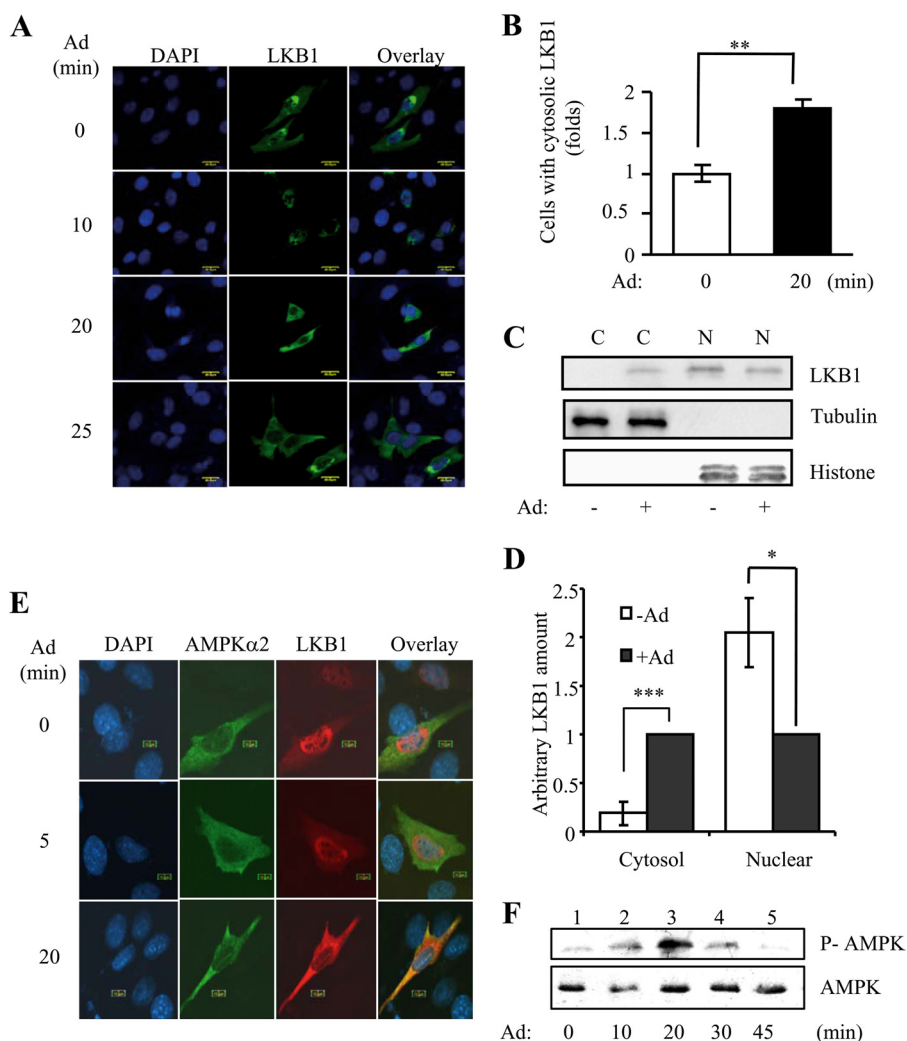 A
Ad
(min)
DAPI LKB1 Overlay
0
10
20
25
B
Cells with cytosolic LKB1
(folds)
**
2
1.5
1
0.5
0
Ad: 0 20 (min)
C
C C N N
LKB1
Tubulin
Histone
Ad: - + - +
D
Arbitrary LKB1 amount
*
2.5
2
1.5
1
0.5
0
-Ad
+Ad
***
Cytosol Nuclear
E
Ad
(min)
DAPI AMPKα2 LKB1 Overlay
0
5
20
F
1 2 3 4 5
P- AMPK
AMPK
Ad: 0 10 20 30 45 (min)